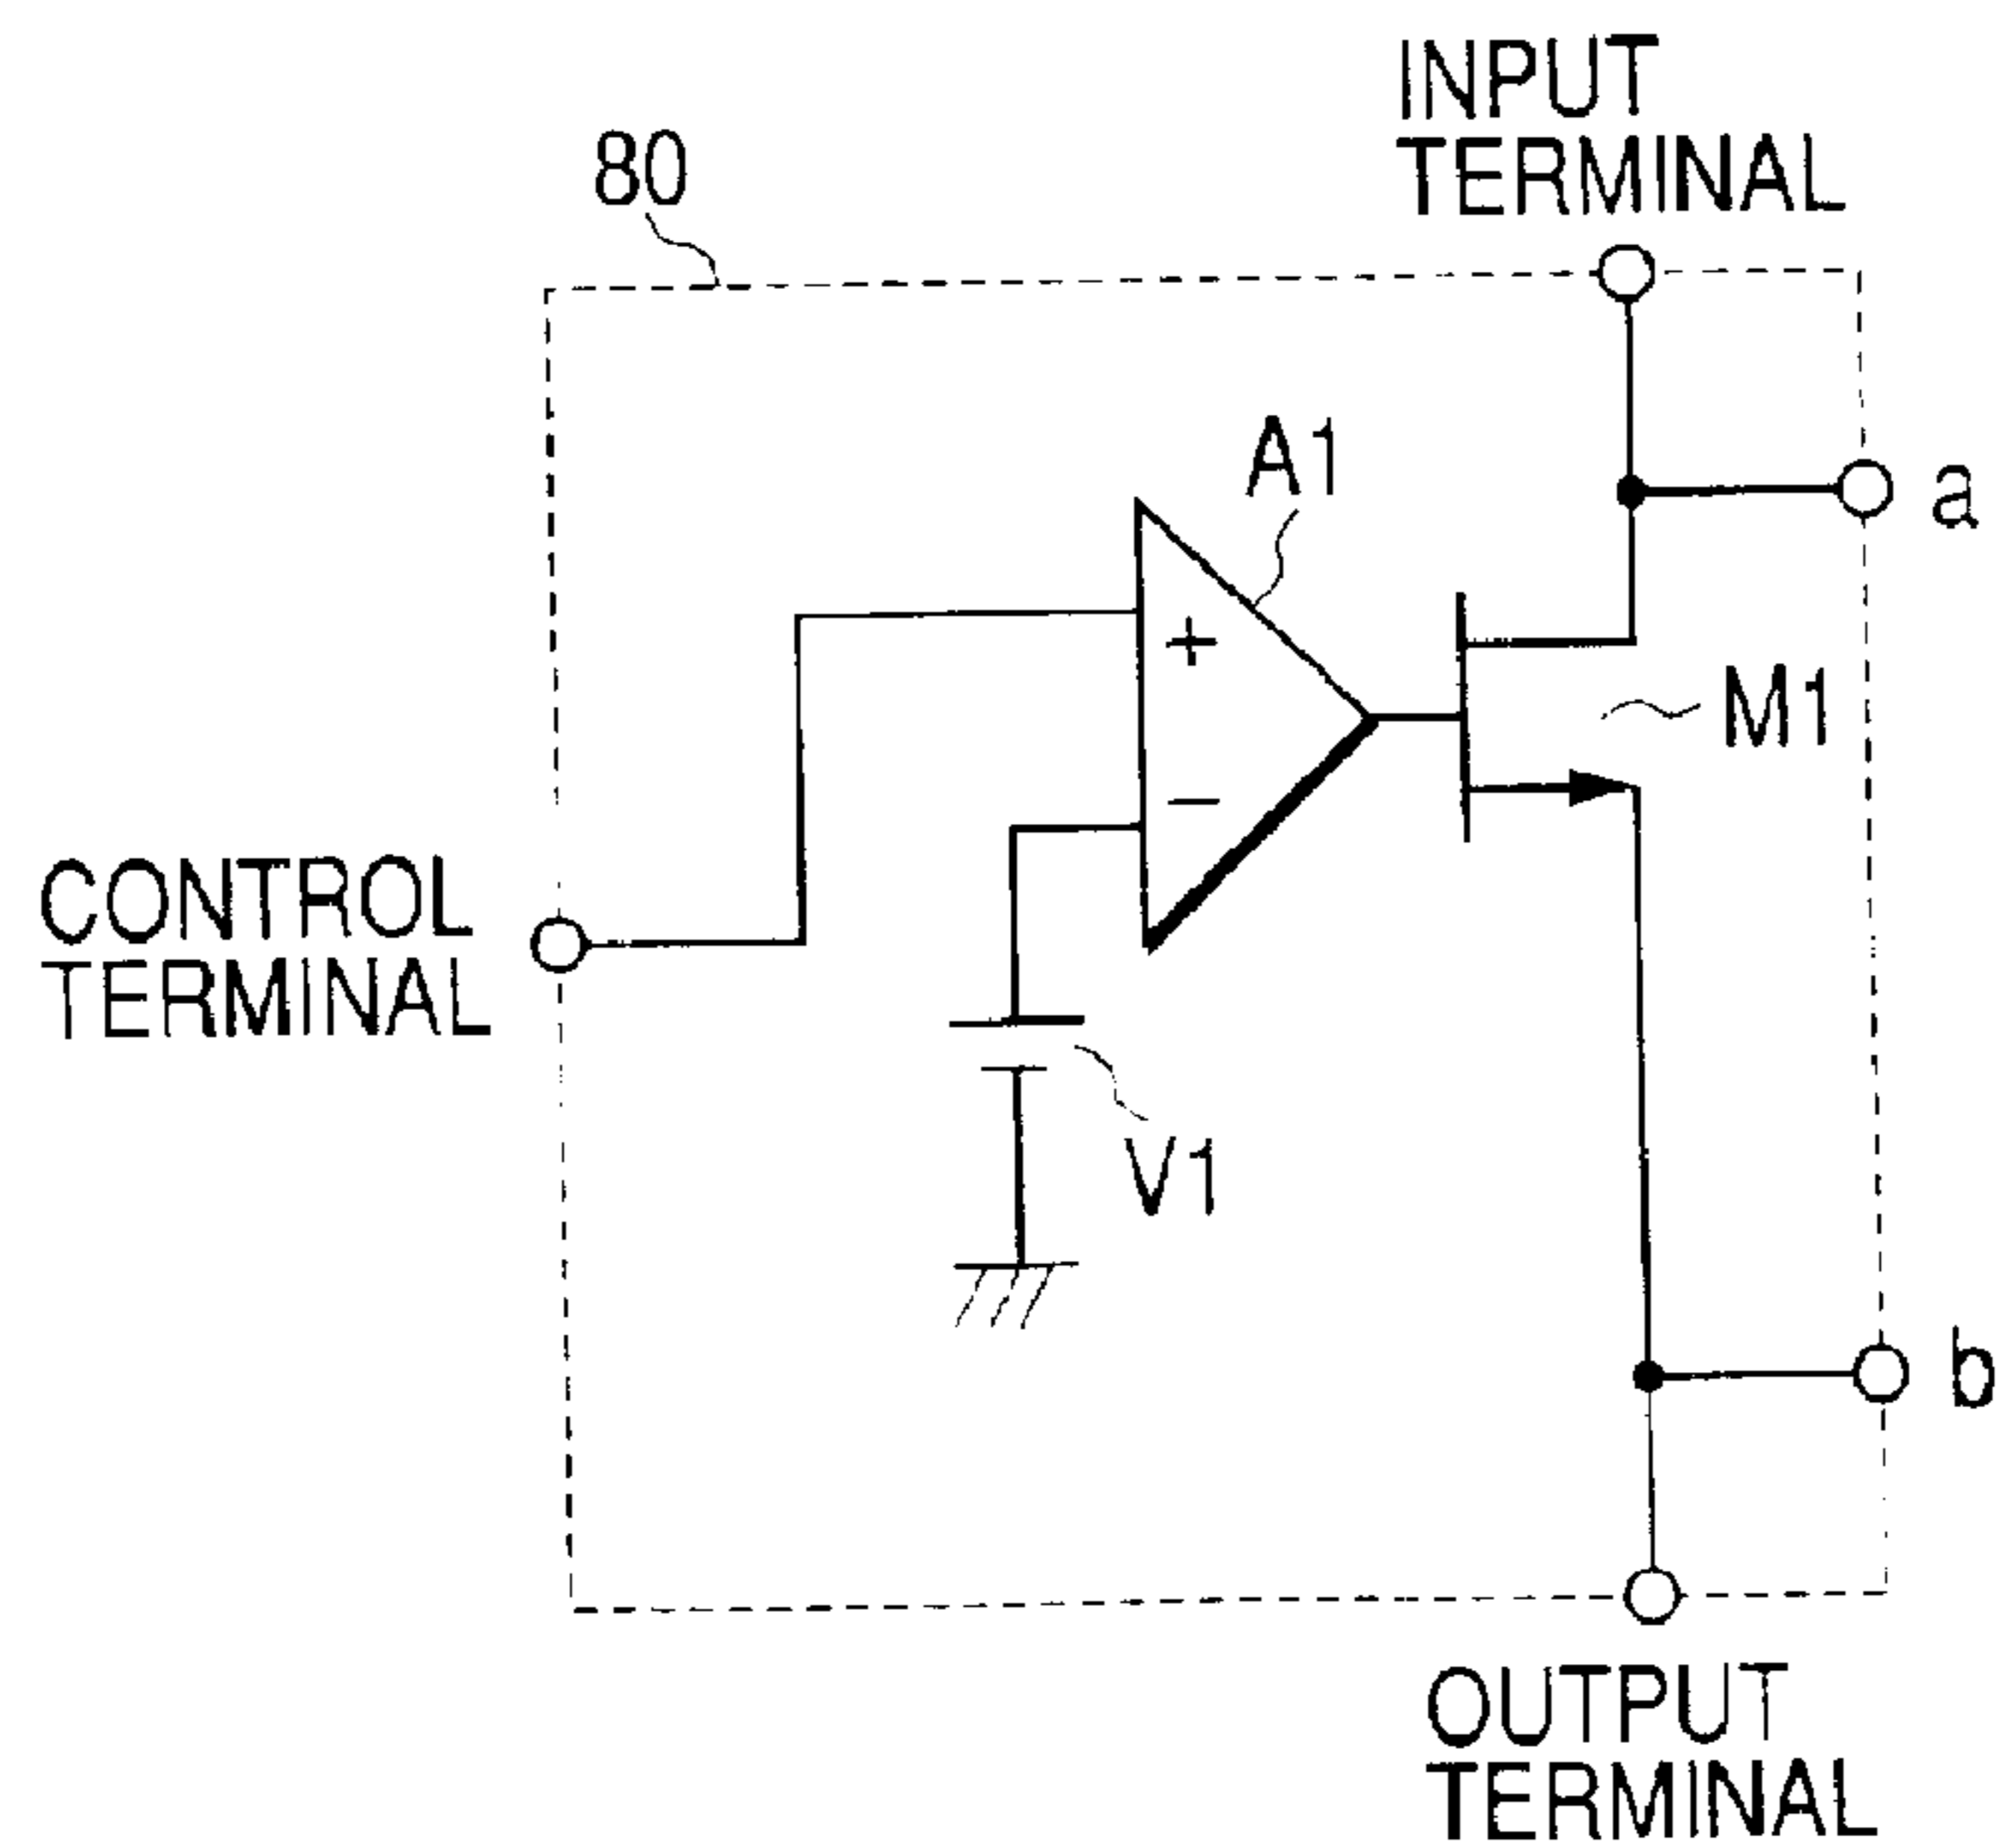 INPUT
TERMINAL
80
a
A1
+
M1
−
CONTROL
TERMINAL
V1
b
OUTPUT
TERMINAL